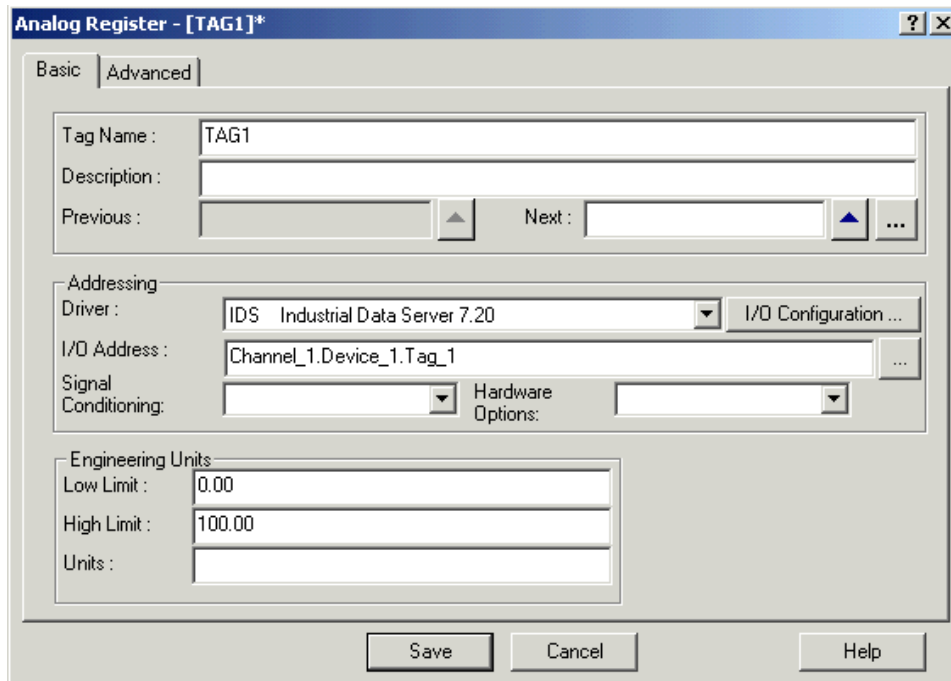 Analog Register - [TAG1]*
Basic Advanced
Tag Name : TAG1
Description :
Previous : Next : ...
Addressing
Driver : IDS Industrial Data Server 7.20 I/O Configuration ...
I/O Address : Channel_1.Device_1.Tag_1 ...
Signal
Conditioning:
Hardware
Options:
Engineering Units
Low Limit : 0.00
High Limit : 100.00
Units :
Save Cancel Help